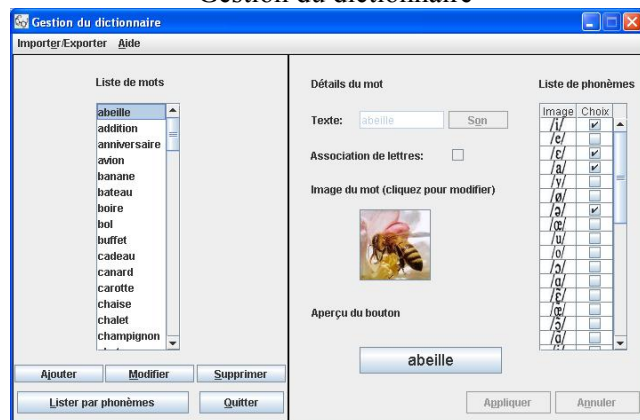 Gestion du dictionnaire
Gestion du dictionnaire
Importer/Exporter Aide
Liste de mots
abeille
addition
anniversaire
avion
banane
bateau
boire
bol
buffet
cadeau
canard
carotte
chaise
chalet
champignon
Ajouter Modifier Supprimer
Lister par phonèmes Quitter
Détails du mot
Texte: abeille Son
Association de lettres:
Image du mot (cliquez pour modifier)
Aperçu du bouton
abeille
Appliquer Annuler
Liste de phonèmes
Image Choix
/i/
/e/
/ɛ/
/a/
/y/
/ø/
/ə/
/œ/
/u/
/o/
/ɔ/
/ɑ/
/ɛ̃/
/œ̃/
/ɔ̃/
/ɑ̃/